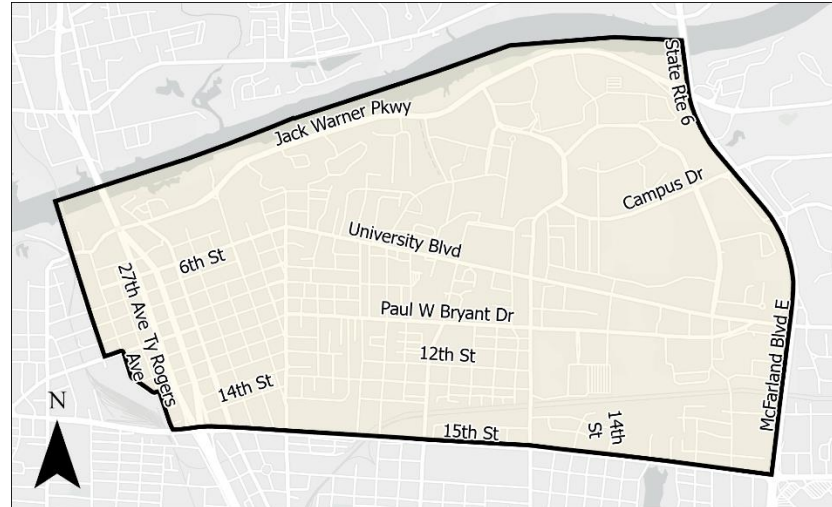 State Rte 6
Jack Warner Pkwy
Campus Dr
University Blvd
6th St
27th Ave
Ty Rogers
Ave
Paul W Bryant Dr
12th St
14th St
McFarland Blvd E
15th St
14th
St
N